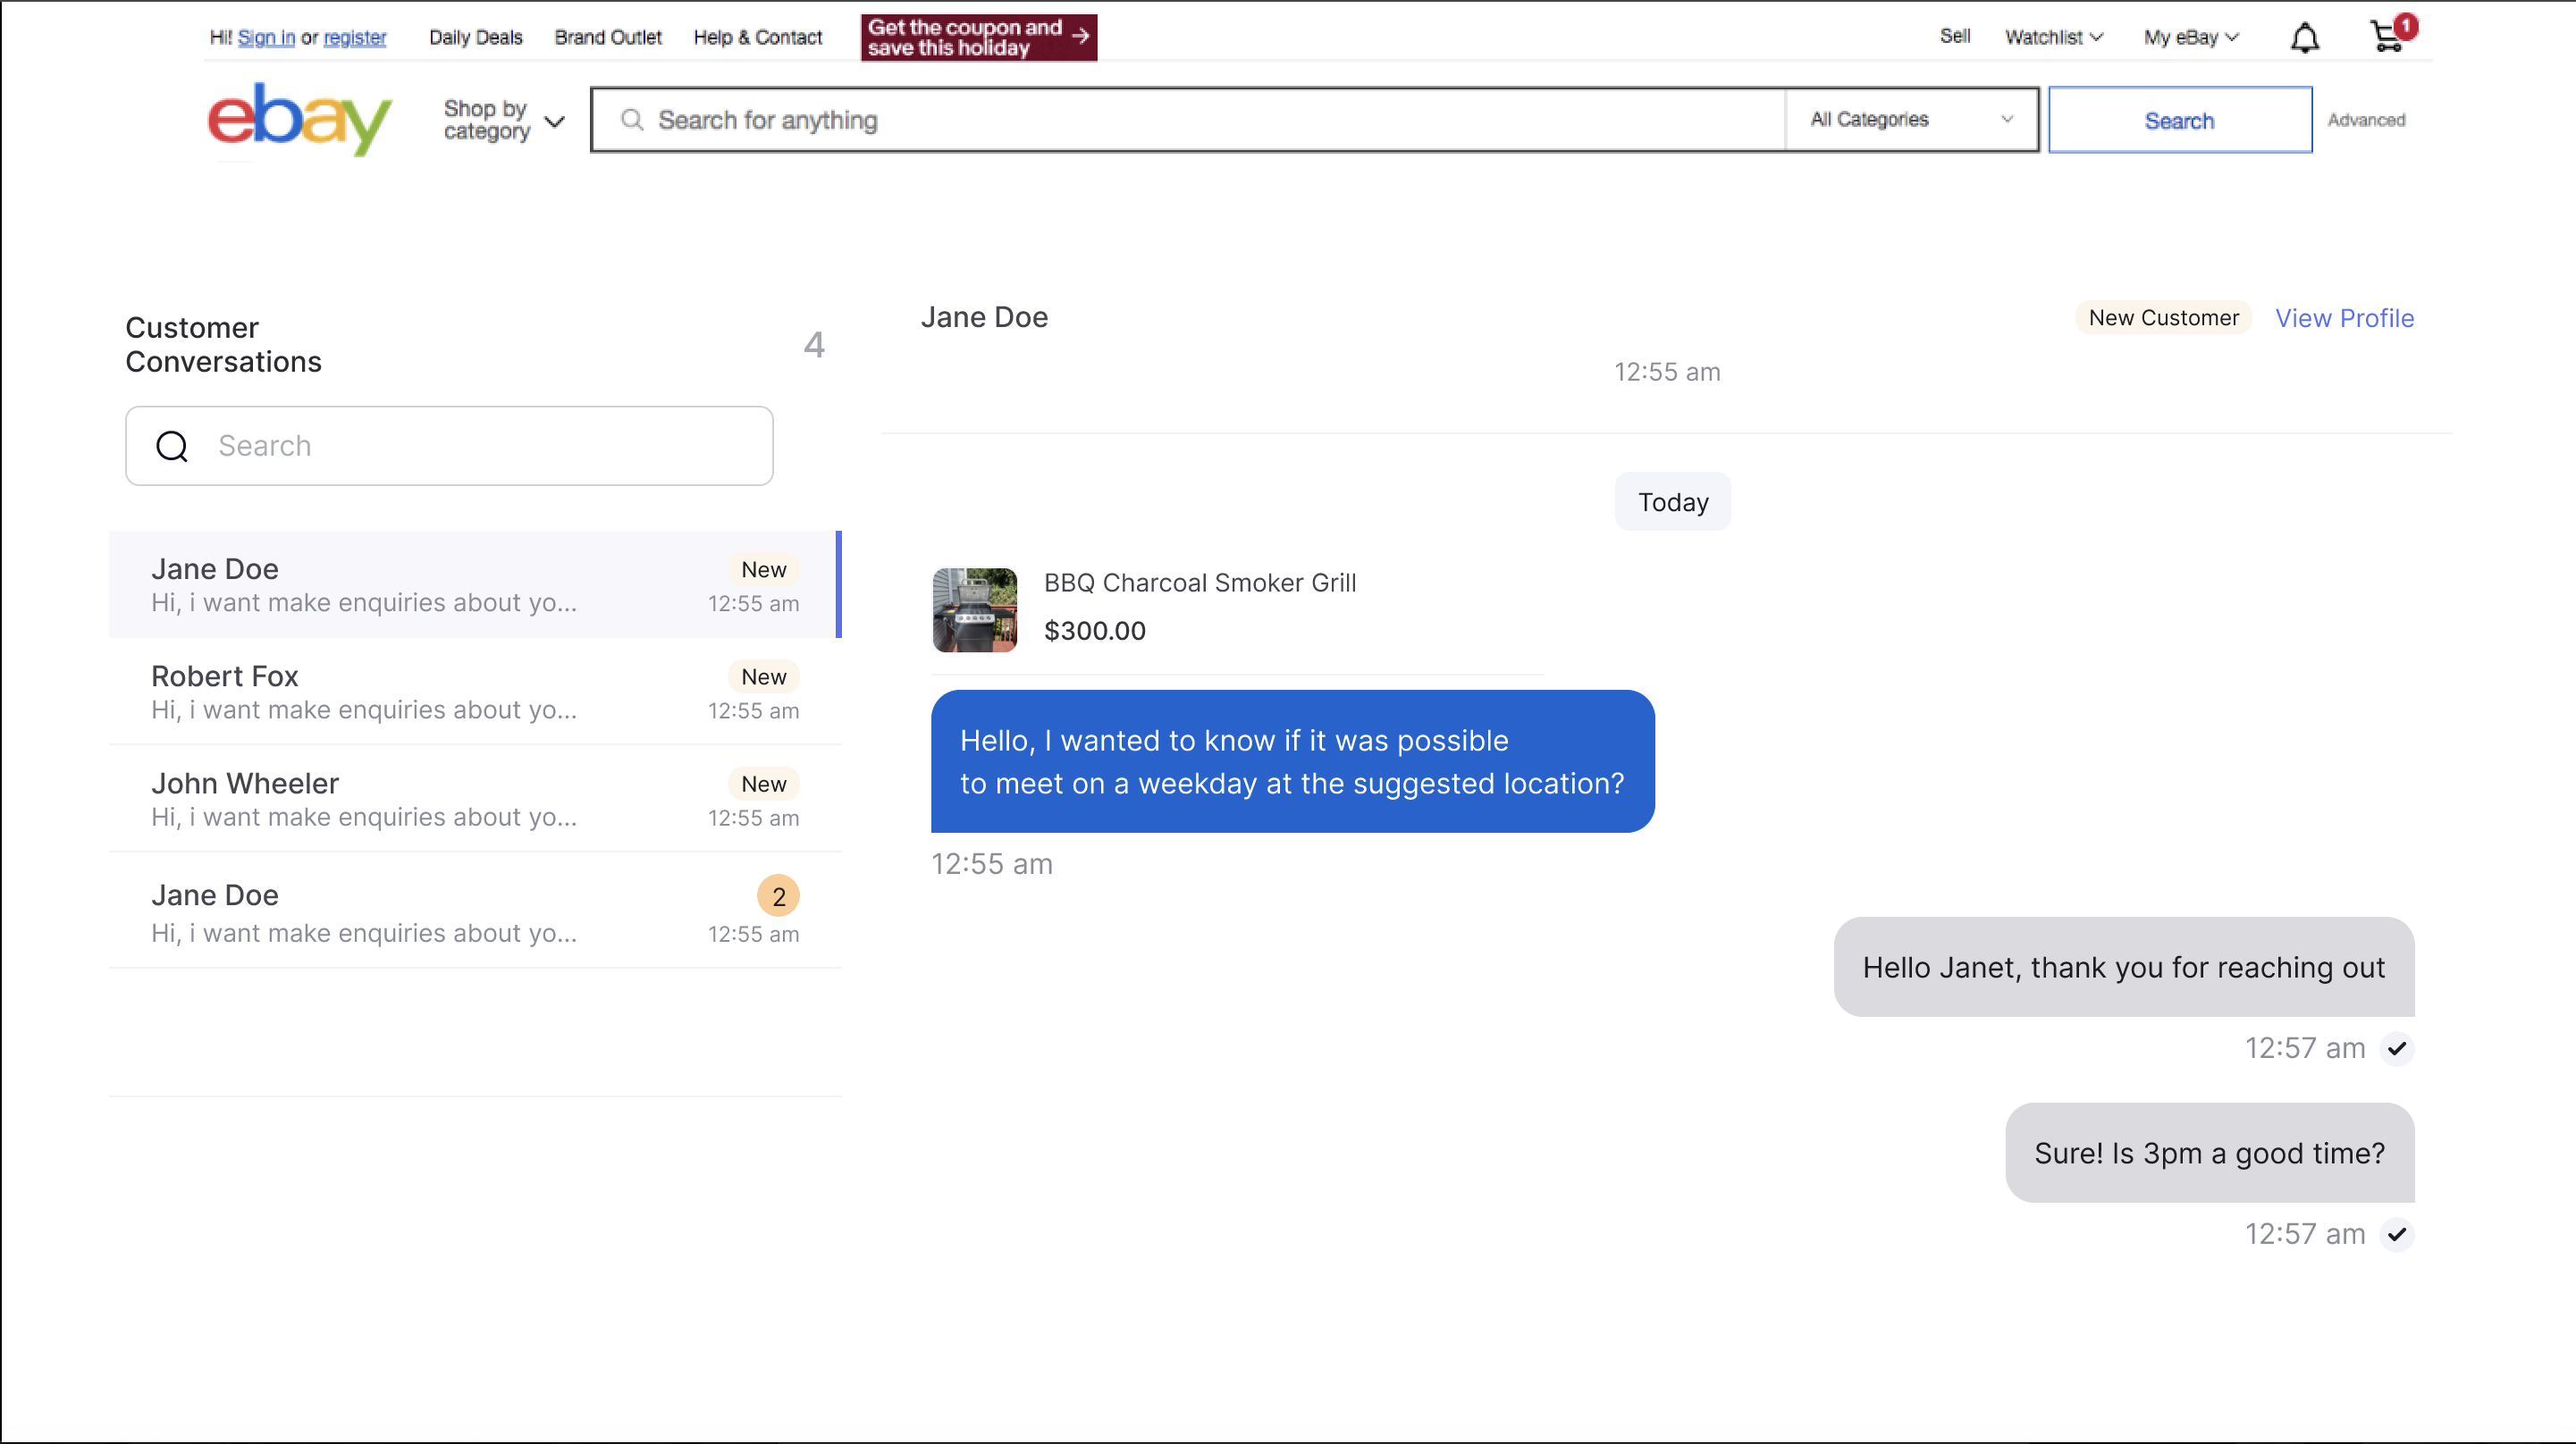 Hi! Sign in or register
Daily Deals
Brand Outlet
Help & Contact
Get the coupon and
save this holiday
Sell
Watchlist
My eBay
1
ebay
Shop by
category
Search for anything
All Categories
Search
Advanced
Customer
Conversations
4
Search
Jane Doe
New
Hi, i want make enquiries about yo...
12:55 am
Robert Fox
New
Hi, i want make enquiries about yo...
12:55 am
John Wheeler
New
Hi, i want make enquiries about yo...
12:55 am
Jane Doe
2
Hi, i want make enquiries about yo...
12:55 am
Jane Doe
New Customer
View Profile
12:55 am
Today
BBQ Charcoal Smoker Grill
$300.00
Hello, I wanted to know if it was possible
to meet on a weekday at the suggested location?
12:55 am
Hello Janet, thank you for reaching out
12:57 am
Sure! Is 3pm a good time?
12:57 am